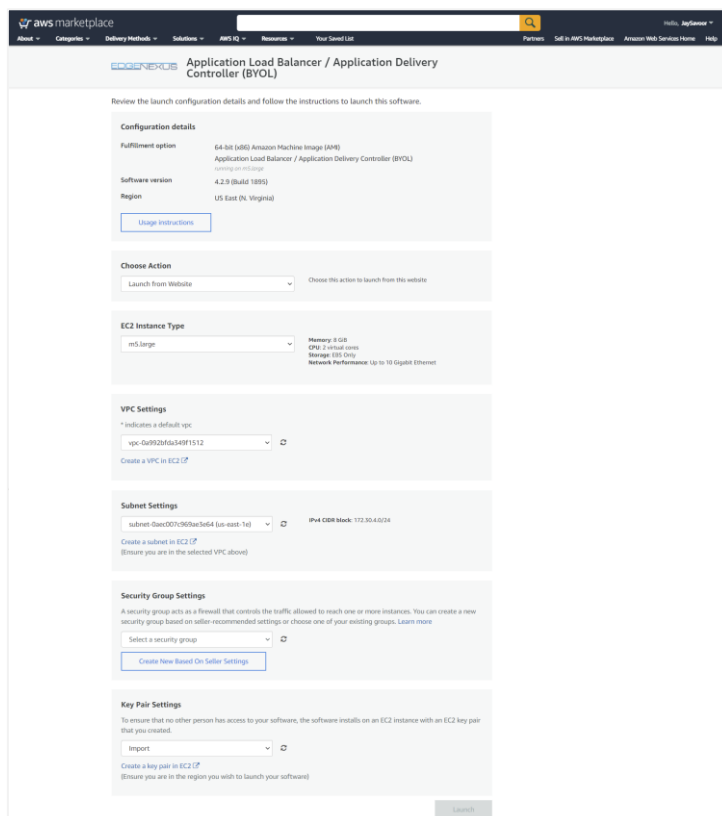 aws marketplace
Hello, JaySavoor
About
Categories
Delivery Methods
Solutions
AWS IQ
Resources
Your Saved List
Partners
Sell in AWS Marketplace
Amazon Web Services Home
Help
EDGENEXUS
Application Load Balancer / Application Delivery
Controller (BYOL)
Review the launch configuration details and follow the instructions to launch this software.
Configuration details
Fulfillment option
64-bit (x86) Amazon Machine Image (AMI)
Application Load Balancer / Application Delivery Controller (BYOL)
running on m5.large
Software version
4.2.9 (Build 1895)
Region
US East (N. Virginia)
Usage instructions
Choose Action
Launch from Website
Choose this action to launch from this website
EC2 Instance Type
m5.large
Memory: 8 GiB
CPU: 2 virtual cores
Storage: EBS Only
Network Performance: Up to 10 Gigabit Ethernet
VPC Settings
* indicates a default vpc
vpc-0a992bfda349f1512
Create a VPC in EC2
Subnet Settings
subnet-0aec007c969ae3e64 (us-east-1e)
IPv4 CIDR block: 172.30.4.0/24
Create a subnet in EC2
(Ensure you are in the selected VPC above)
Security Group Settings
A security group acts as a firewall that controls the traffic allowed to reach one or more instances. You can create a new
security group based on seller-recommended settings or choose one of your existing groups. Learn more
Select a security group
Create New Based On Seller Settings
Key Pair Settings
To ensure that no other person has access to your software, the software installs on an EC2 instance with an EC2 key pair
that you created.
Import
Create a key pair in EC2
(Ensure you are in the region you wish to launch your software)
Launch